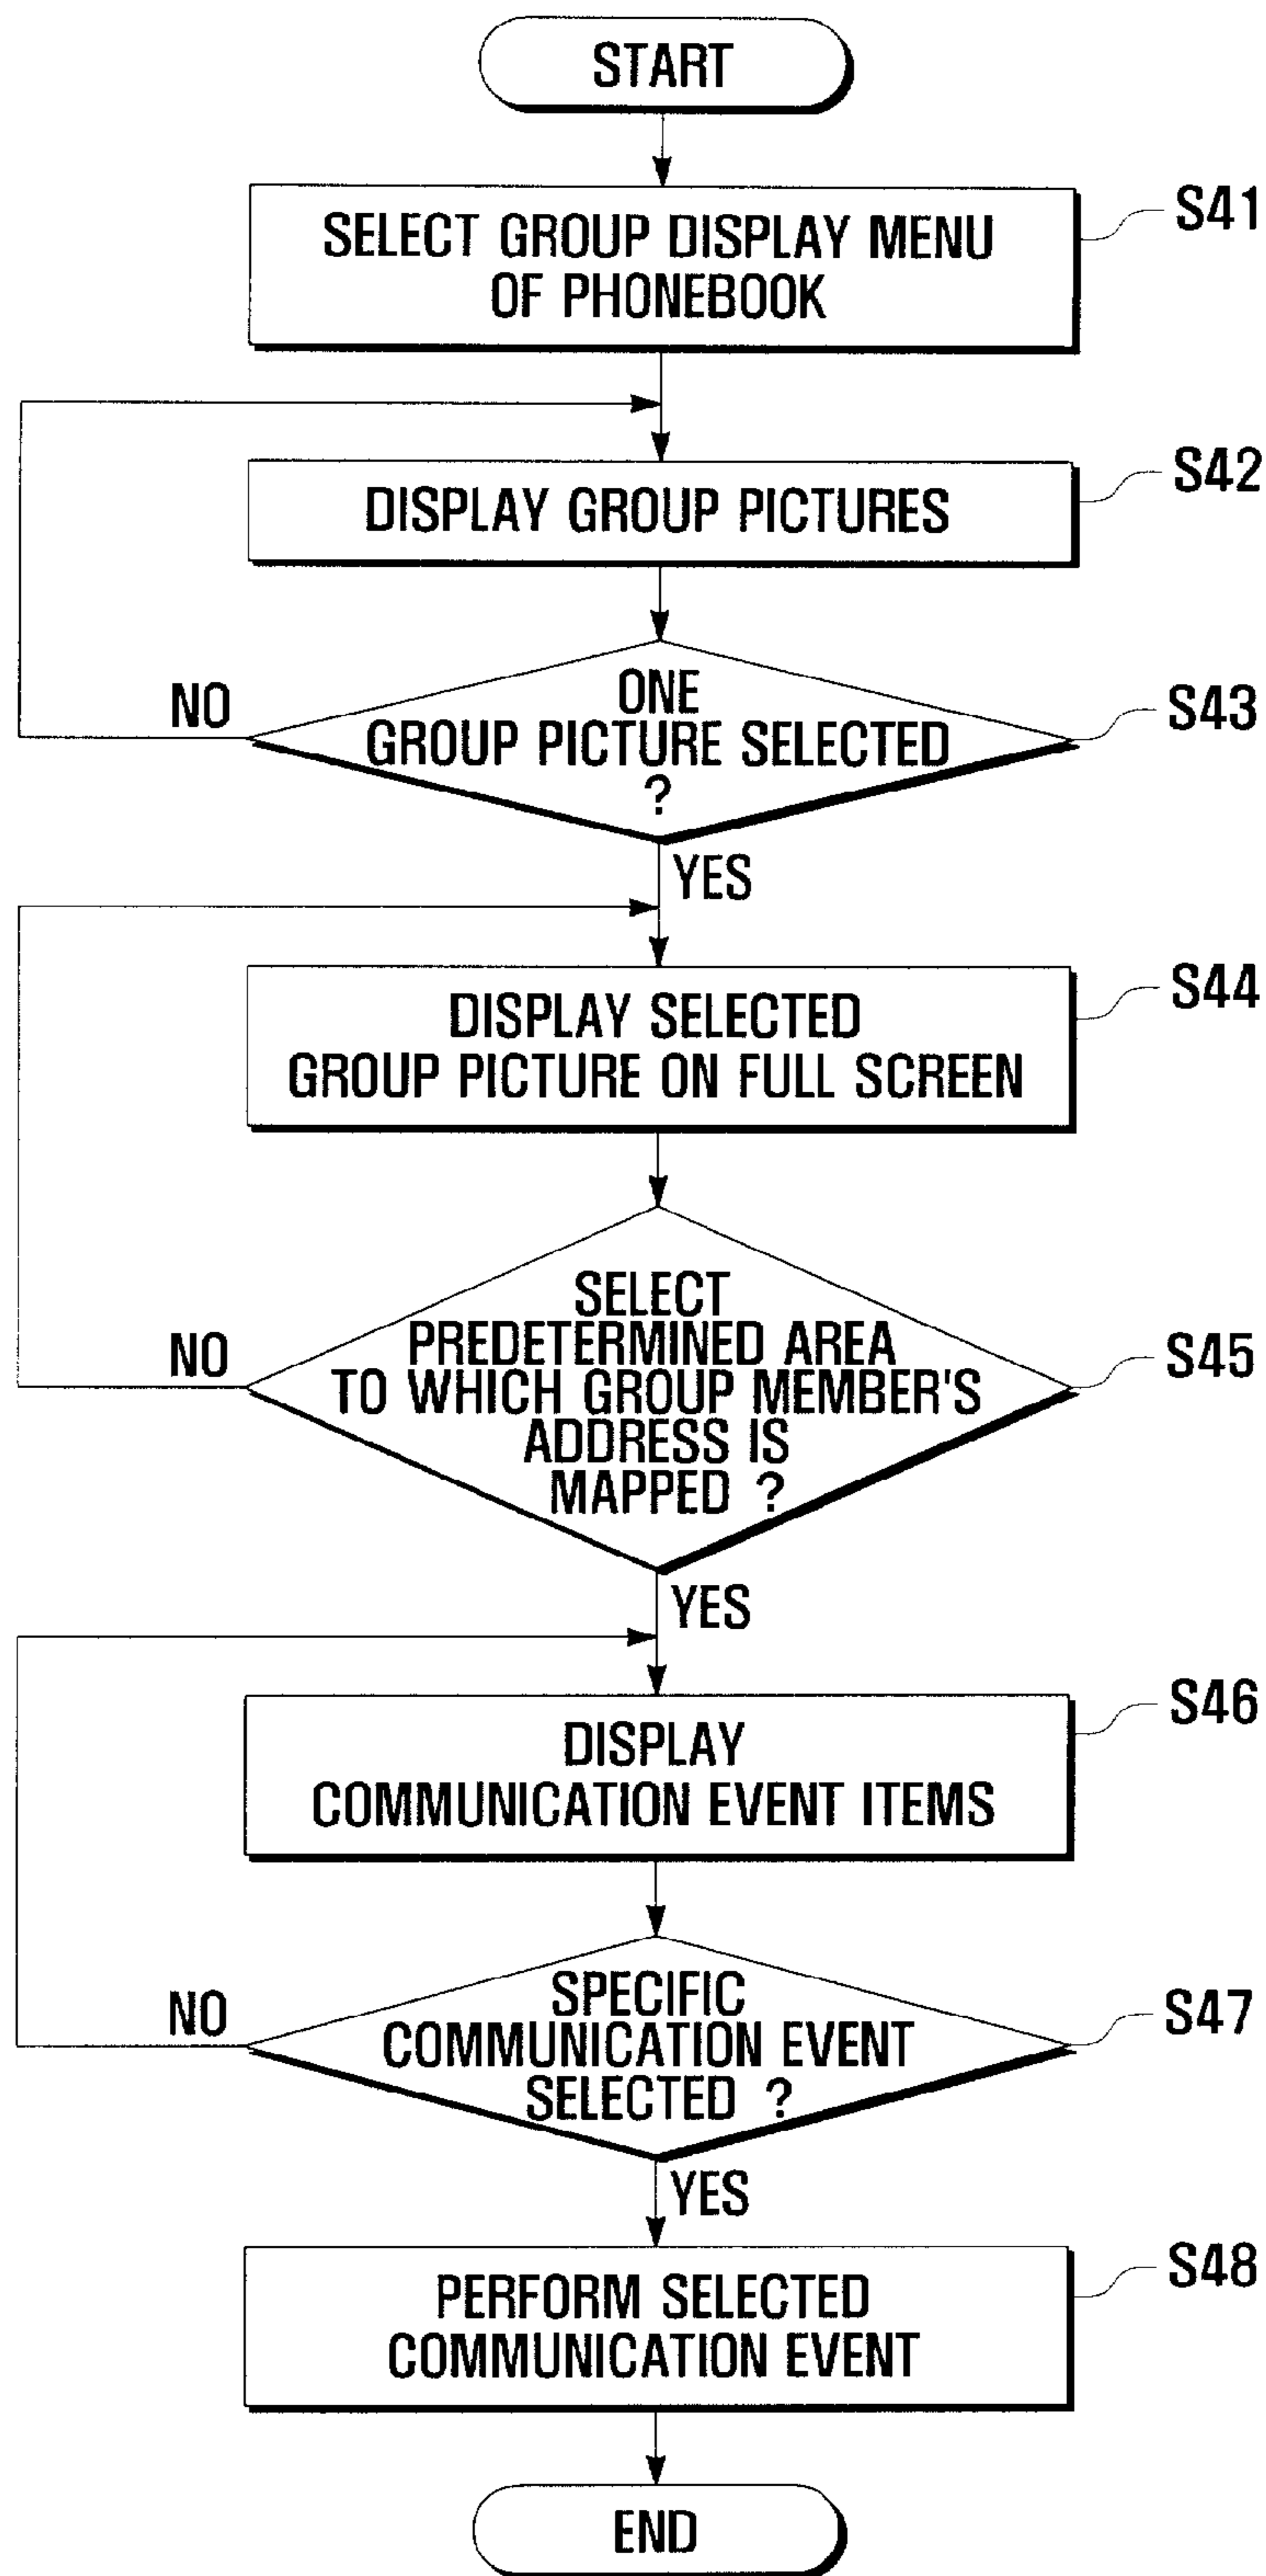 START
SELECT GROUP DISPLAY MENU
OF PHONEBOOK
S41
DISPLAY GROUP PICTURES
S42
ONE
GROUP PICTURE SELECTED
?
S43
NO
YES
DISPLAY SELECTED
GROUP PICTURE ON FULL SCREEN
S44
SELECT
PREDETERMINED AREA
TO WHICH GROUP MEMBER'S
ADDRESS IS
MAPPED ?
S45
NO
YES
DISPLAY
COMMUNICATION EVENT ITEMS
S46
SPECIFIC
COMMUNICATION EVENT
SELECTED ?
S47
NO
YES
PERFORM SELECTED
COMMUNICATION EVENT
S48
END